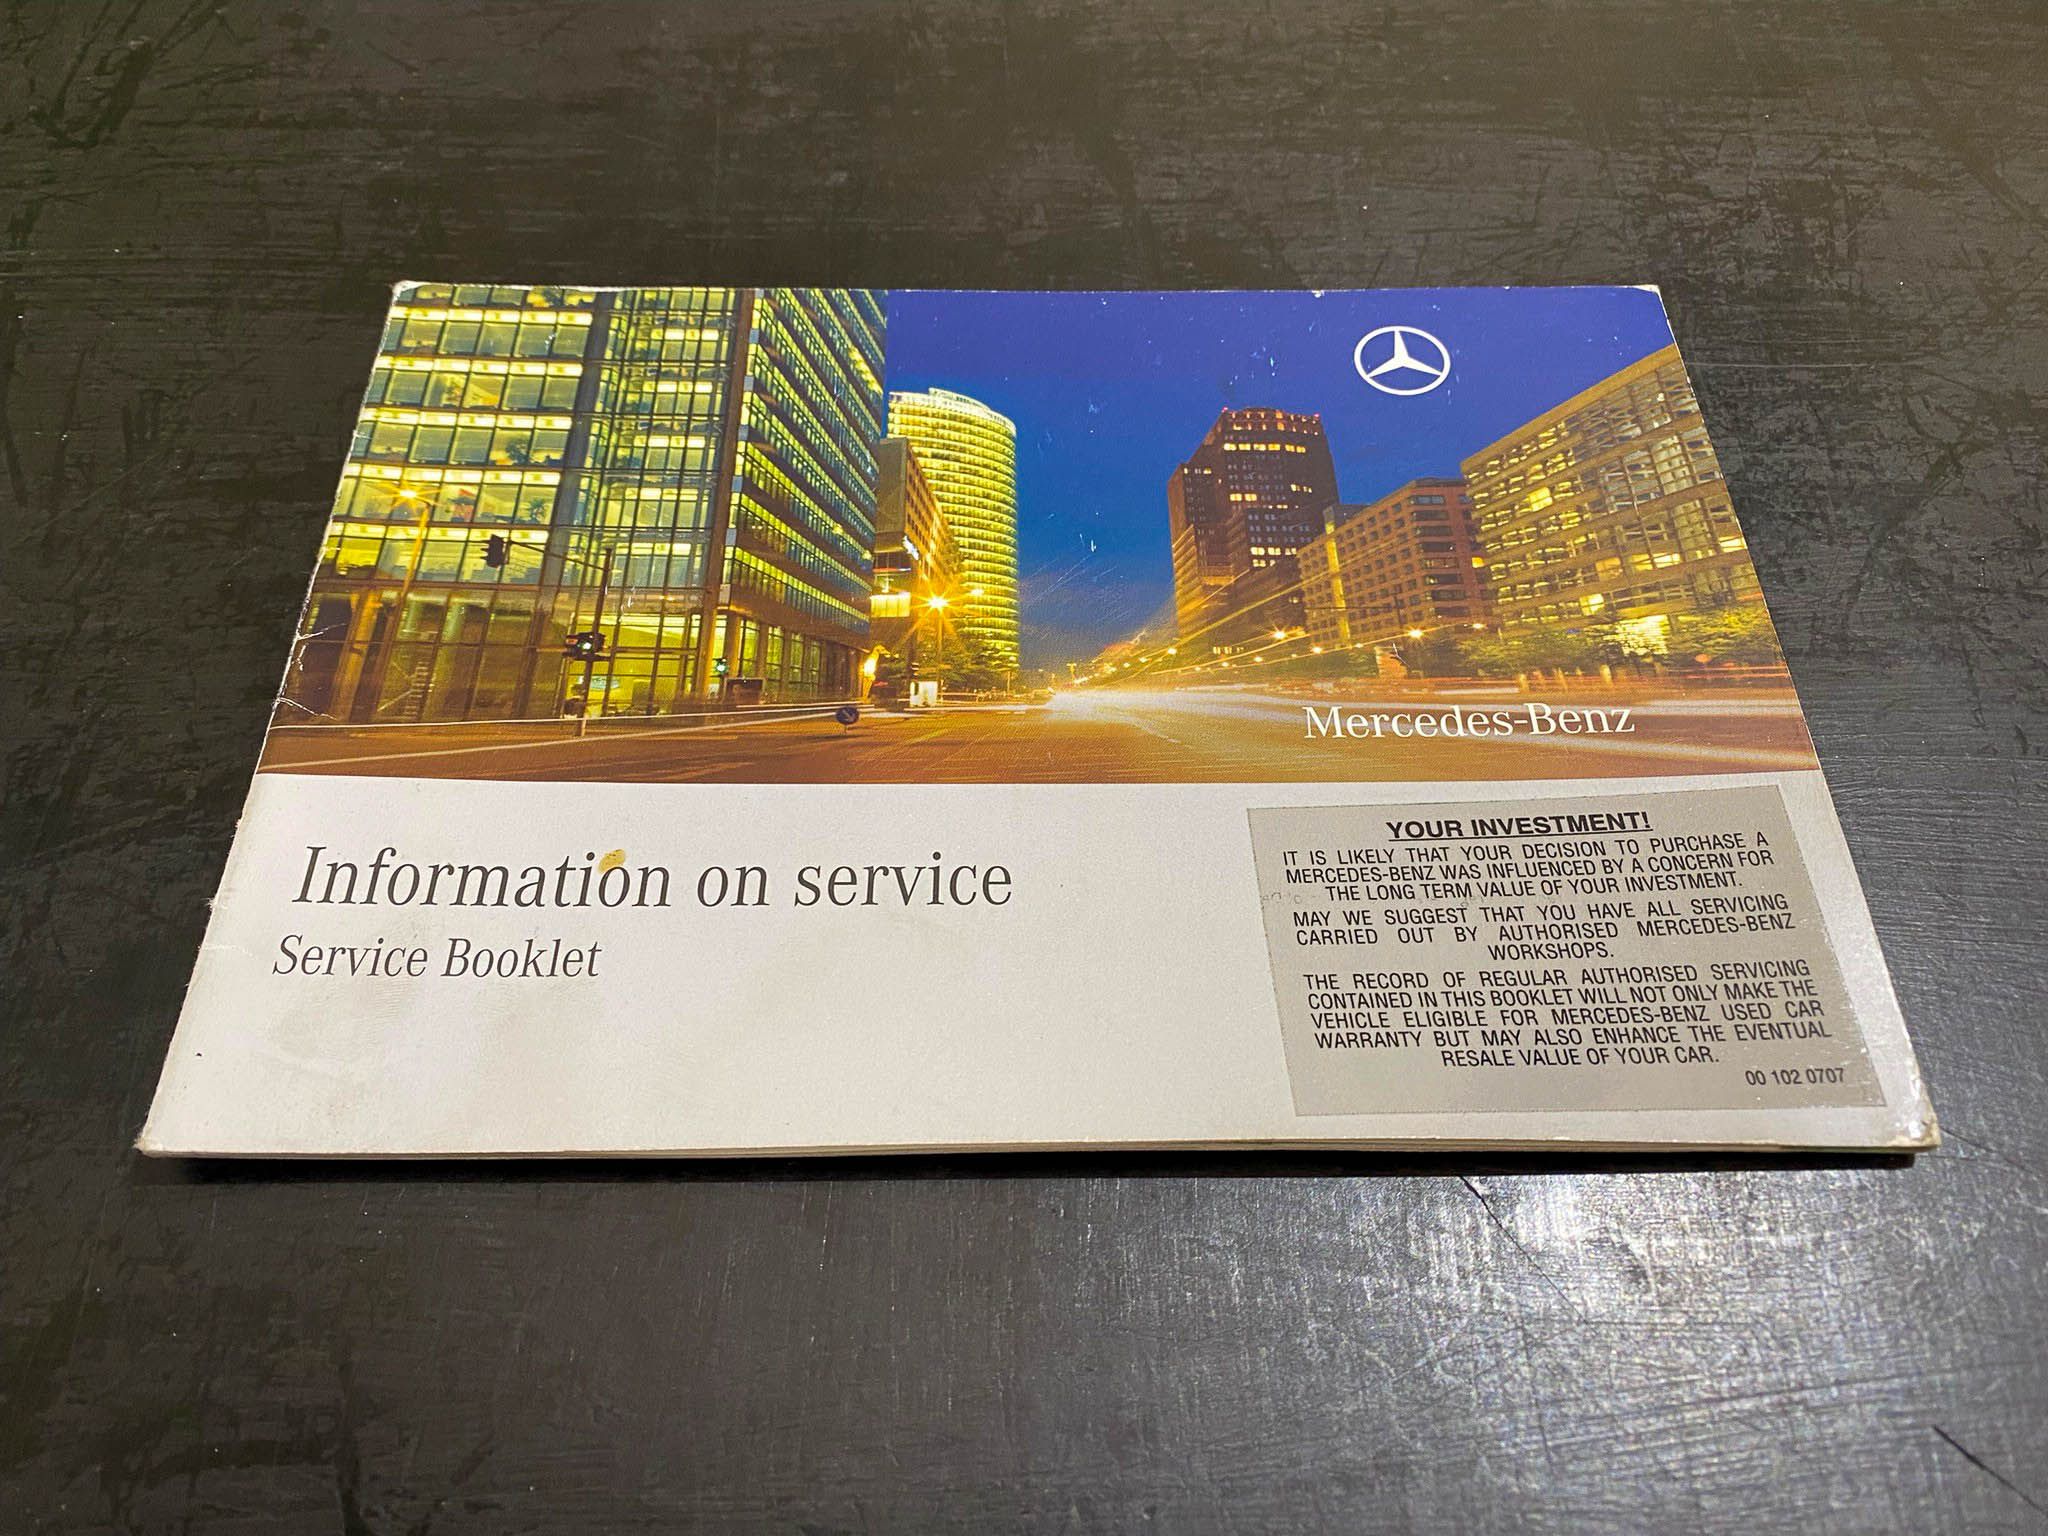 Mercedes-Benz
Information on service
Service Booklet
YOUR INVESTMENT!
IT IS LIKELY THAT YOUR DECISION TO PURCHASE A
MERCEDES-BENZ WAS INFLUENCED BY A CONCERN FOR
THE LONG TERM VALUE OF YOUR INVESTMENT.
MAY WE SUGGEST THAT YOU HAVE ALL SERVICING
CARRIED OUT BY AUTHORISED MERCEDES-BENZ
WORKSHOPS.
THE RECORD OF REGULAR AUTHORISED SERVICING
CONTAINED IN THIS BOOKLET WILL NOT ONLY MAKE THE
VEHICLE ELIGIBLE FOR MERCEDES-BENZ USED CAR
WARRANTY BUT MAY ALSO ENHANCE THE EVENTUAL
RESALE VALUE OF YOUR CAR.
00 102 0707